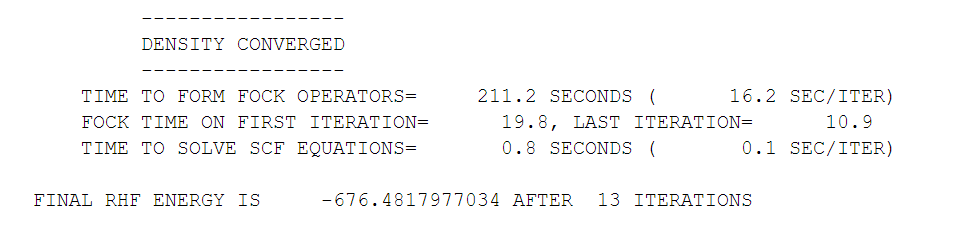 -----------------
DENSITY CONVERGED
-----------------
TIME TO FORM FOCK OPERATORS=     211.2 SECONDS (      16.2 SEC/ITER)
FOCK TIME ON FIRST ITERATION=      19.8, LAST ITERATION=      10.9
TIME TO SOLVE SCF EQUATIONS=       0.8 SECONDS (       0.1 SEC/ITER)
FINAL RHF ENERGY IS     -676.4817977034 AFTER  13 ITERATIONS